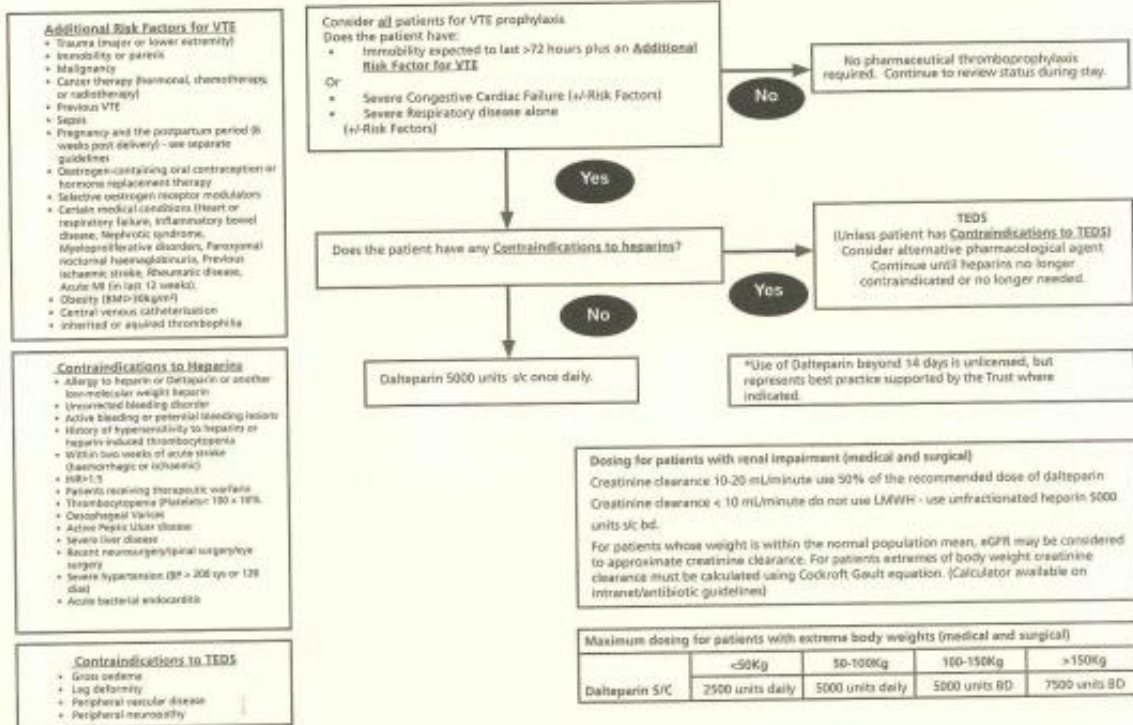 Additional Risk Factors for VTE
• Trauma (major or lower extremity)
• Immobility or paresis
• Malignancy
• Cancer therapy (hormonal, chemotherapy,
or radiotherapy)
• Previous VTE
• Sepsis
• Pregnancy and the postpartum period (6
weeks post delivery) - see separate
guidelines
• Oestrogen-containing oral contraception or
hormone replacement therapy
• Selective oestrogen receptor modulators
• Certain medical conditions (Heart or
respiratory failure, Inflammatory bowel
disease, Nephrotic syndrome,
Myeloproliferative disorders, Paroxysmal
nocturnal haemaglobinuria, Previous
ischaemic stroke, Rheumatic disease,
Acute MI (in last 12 weeks),
• Obesity (BMI>30kg/m²)
• Central venous catheterisation
• inherited or aquired thrombophilia
Contraindications to Heparins
• Allergy to heparin or Deltaparin or another
low-molecular weight heparin
• Uncorrected bleeding disorder
• Active bleeding or potential bleeding lesions
• History of hypersensitivity to heparins or
heparin induced thrombocytopenia
• Within two weeks of acute stroke
(haemorrhagic or ischaemic)
• INR>1.5
• Patients receiving therapeutic warfarin
• Thrombocytopenia (Platelets< 100 x
• Oesophageal Varices
• Active Peptic Ulcer disease
• Severe liver disease
• Recent neurosurgery/spinal surgery/eye
surgery
• Severe hypertension (BP > 200 sys or 120
dias)
• Acute bacterial endocarditis
Contraindications to TEDS
• Gross oedema
• Leg deformity
• Peripheral vascular disease
• Peripheral neuropathy
Consider all patients for VTE prophylaxis
Does the patient have:
• Immobility expected to last >72 hours plus an Additional
Risk Factor for VTE
Or
• Severe Congestive Cardiac Failure (+/-Risk Factors)
• Severe Respiratory disease alone
(+/-Risk Factors)
No
No pharmaceutical thromboprophylaxis
required. Continue to review status during stay.
Yes
Does the patient have any Contraindications to heparins?
Yes
TEDS
(Unless patient has Contraindications to TEDS)
Consider alternative pharmacological agent
Continue until heparins no longer
contraindicated or no longer needed.
No
Dalteparin 5000 units s/c once daily.
*Use of Dalteparin beyond 14 days is unlicensed, but
represents best practice supported by the Trust where
indicated.
Dosing for patients with renal impairment (medical and surgical)
Creatinine clearance 10-20 mL/minute use 50% of the recommended dose of dalteparin
Creatinine clearance < 10 mL/minute do not use LMWH - use unfractionated heparin 5000
units s/c bd.
For patients whose weight is within the normal population mean, eGFR may be considered
to approximate creatinine clearance. For patients extremes of body weight creatinine
clearance must be calculated using Cockroft Gault equation. (Calculator available on
intranet/antibiotic guidelines)
Maximum dosing for patients with extreme body weights (medical and surgical)
<50Kg 50-100Kg 100-150Kg >150Kg
Dalteparin S/C 2500 units daily 5000 units daily 5000 units BD 7500 units BD